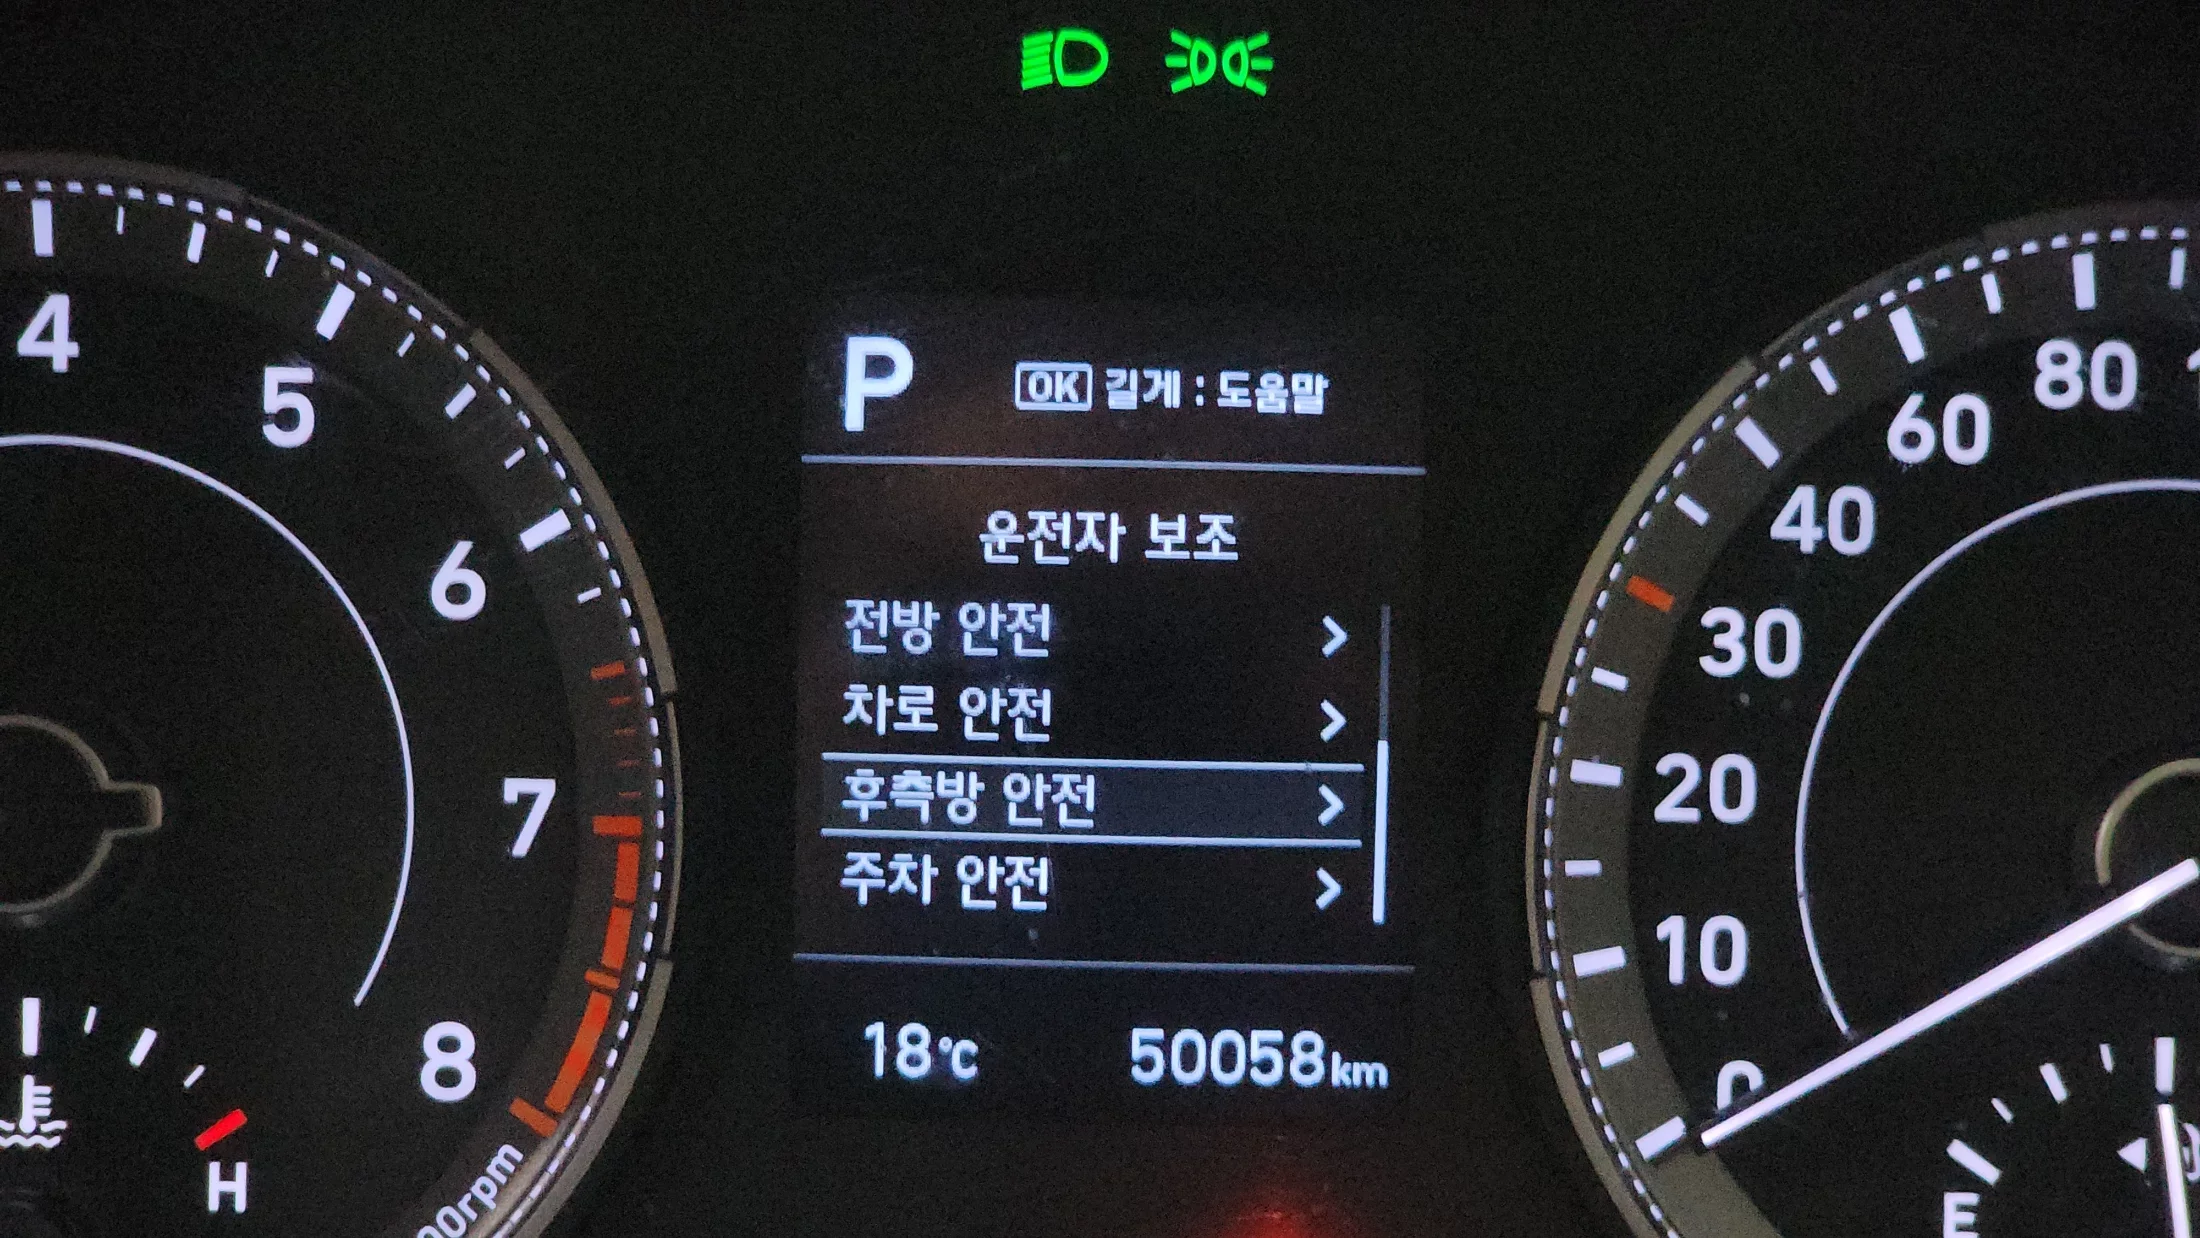 4
5
6
7
8
H
00rpm
P
OK 길게 : 도움말
운전자 보조
전방 안전 >
차로 안전 >
후측방 안전 >
주차 안전 >
18°C 50058km
80
60
40
30
20
10
0
E